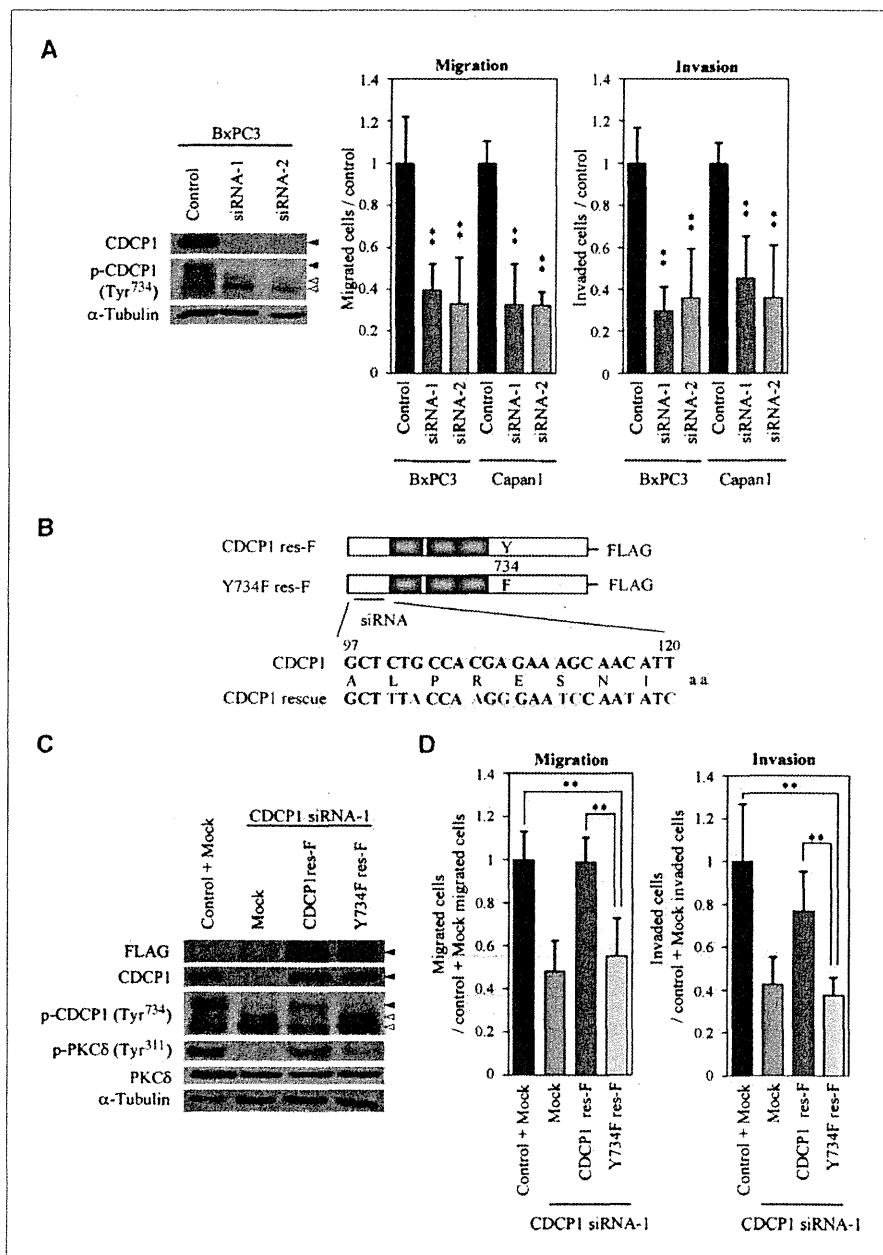 A
BxPC3
Control
siRNA-1
siRNA-2
CDCP1
p-CDCP1
(Tyr734)
α-Tubulin
Migration
Migrated cells / control
1.4
1.2
1
0.8
0.6
0.4
0.2
0
**
**
**
**
Control
siRNA-1
siRNA-2
Control
siRNA-1
siRNA-2
BxPC3
Capan1
Invasion
Invaded cells / control
1.4
1.2
1
0.8
0.6
0.4
0.2
0
**
**
**
**
Control
siRNA-1
siRNA-2
Control
siRNA-1
siRNA-2
BxPC3
Capan1
B
CDCP1 res-F
Y
FLAG
734
Y734F res-F
F
FLAG
siRNA
97
120
CDCP1
GCT CTG CCA CGA GAA AGC AAC ATT
A L P R E S N I a.a.
CDCP1 rescue
GCT TTA CCA AGG GAA TCC AAT ATC
C
CDCP1 siRNA-1
Control + Mock
Mock
CDCP1 res-F
Y734F res-F
FLAG
CDCP1
p-CDCP1 (Tyr734)
p-PKCδ (Tyr311)
PKCδ
α-Tubulin
D
Migration
Migrated cells
/ control + Mock migrated cells
1.4
1.2
1
0.8
0.6
0.4
0.2
0
**
**
Control + Mock
Mock
CDCP1 res-F
Y734F res-F
CDCP1 siRNA-1
Invasion
Invaded cells
/ control + Mock invaded cells
1.4
1.2
1
0.8
0.6
0.4
0.2
0
**
**
Control + Mock
Mock
CDCP1 res-F
Y734F res-F
CDCP1 siRNA-1